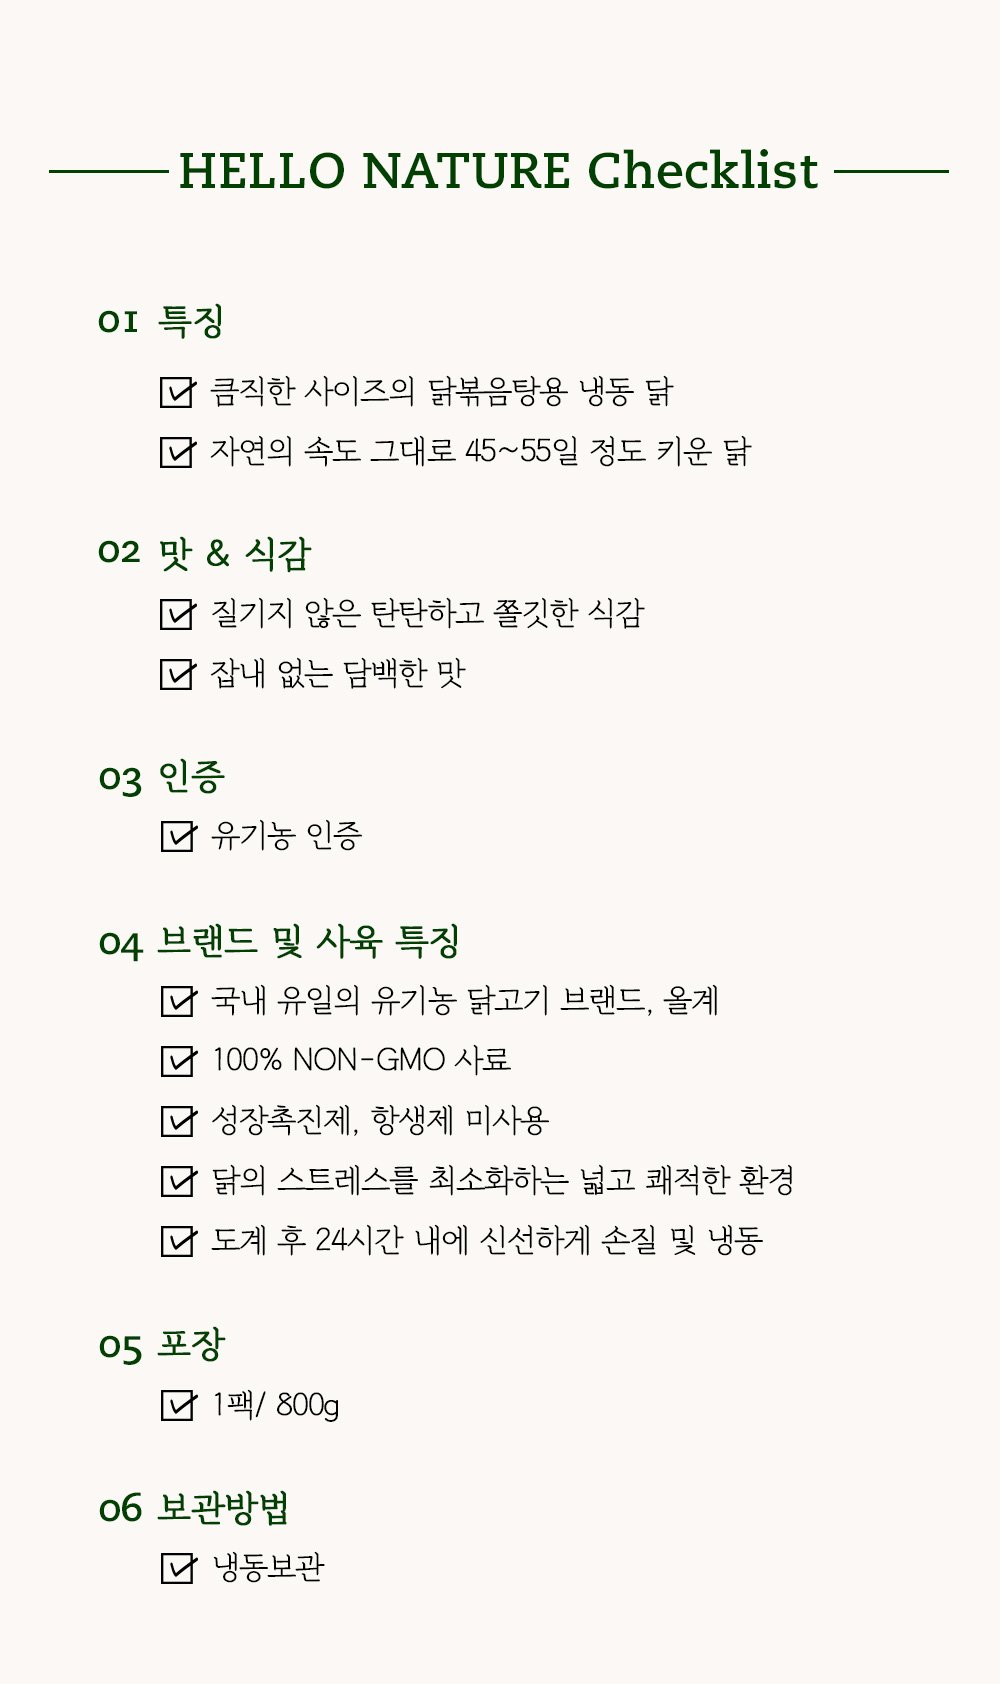 HELLO NATURE Checklist
01 특징
큼직한 사이즈의 닭볶음탕용 냉동 닭
자연의 속도 그대로 45~55일 정도 키운 닭
02 맛 & 식감
질기지 않은 탄탄하고 쫄깃한 식감
잡내 없는 담백한 맛
03 인증
유기농 인증
04 브랜드 및 사육 특징
국내 유일의 유기농 닭고기 브랜드, 올계
100% NON-GMO 사료
성장촉진제, 항생제 미사용
닭의 스트레스를 최소화하는 넓고 쾌적한 환경
도계 후 24시간 내에 신선하게 손질 및 냉동
05 포장
1팩/ 800g
06 보관방법
냉동보관